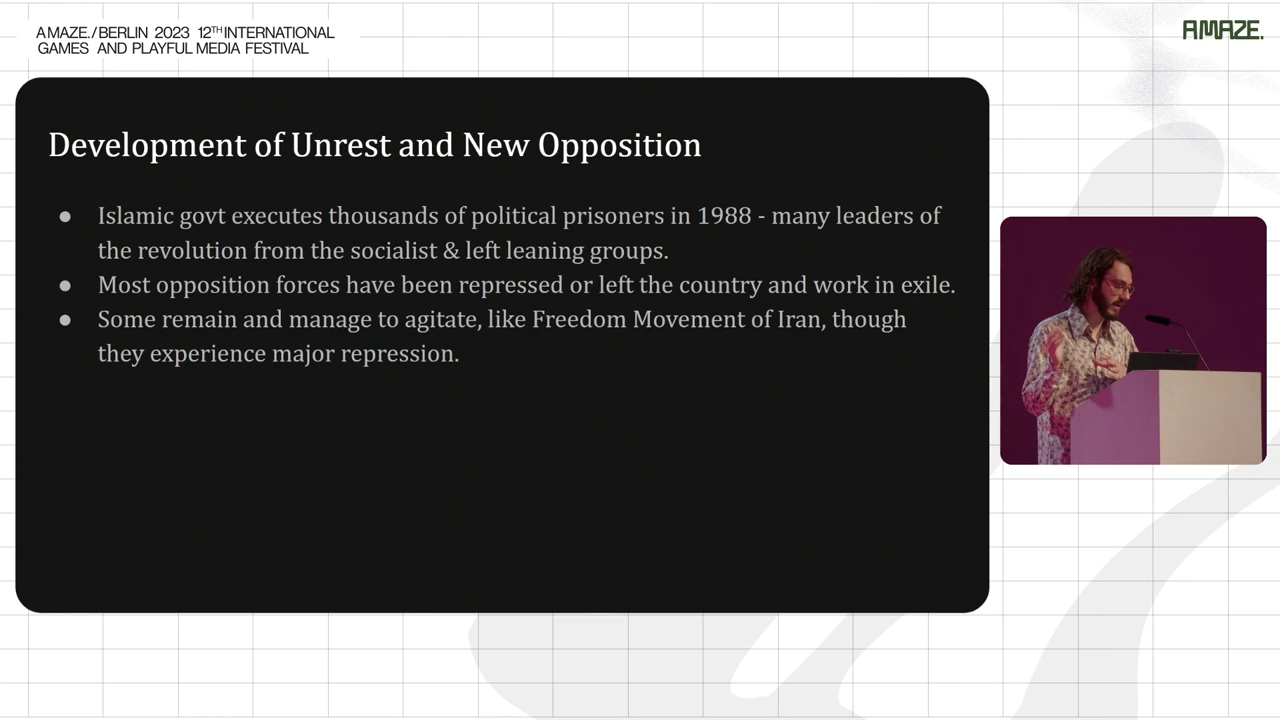 A MAZE. / BERLIN 2023 12TH INTERNATIONAL
GAMES AND PLAYFUL MEDIA FESTIVAL
AMAZE.
Development of Unrest and New Opposition
● Islamic govt executes thousands of political prisoners in 1988 - many leaders of
the revolution from the socialist & left leaning groups.
● Most opposition forces have been repressed or left the country and work in exile.
● Some remain and manage to agitate, like Freedom Movement of Iran, though
they experience major repression.